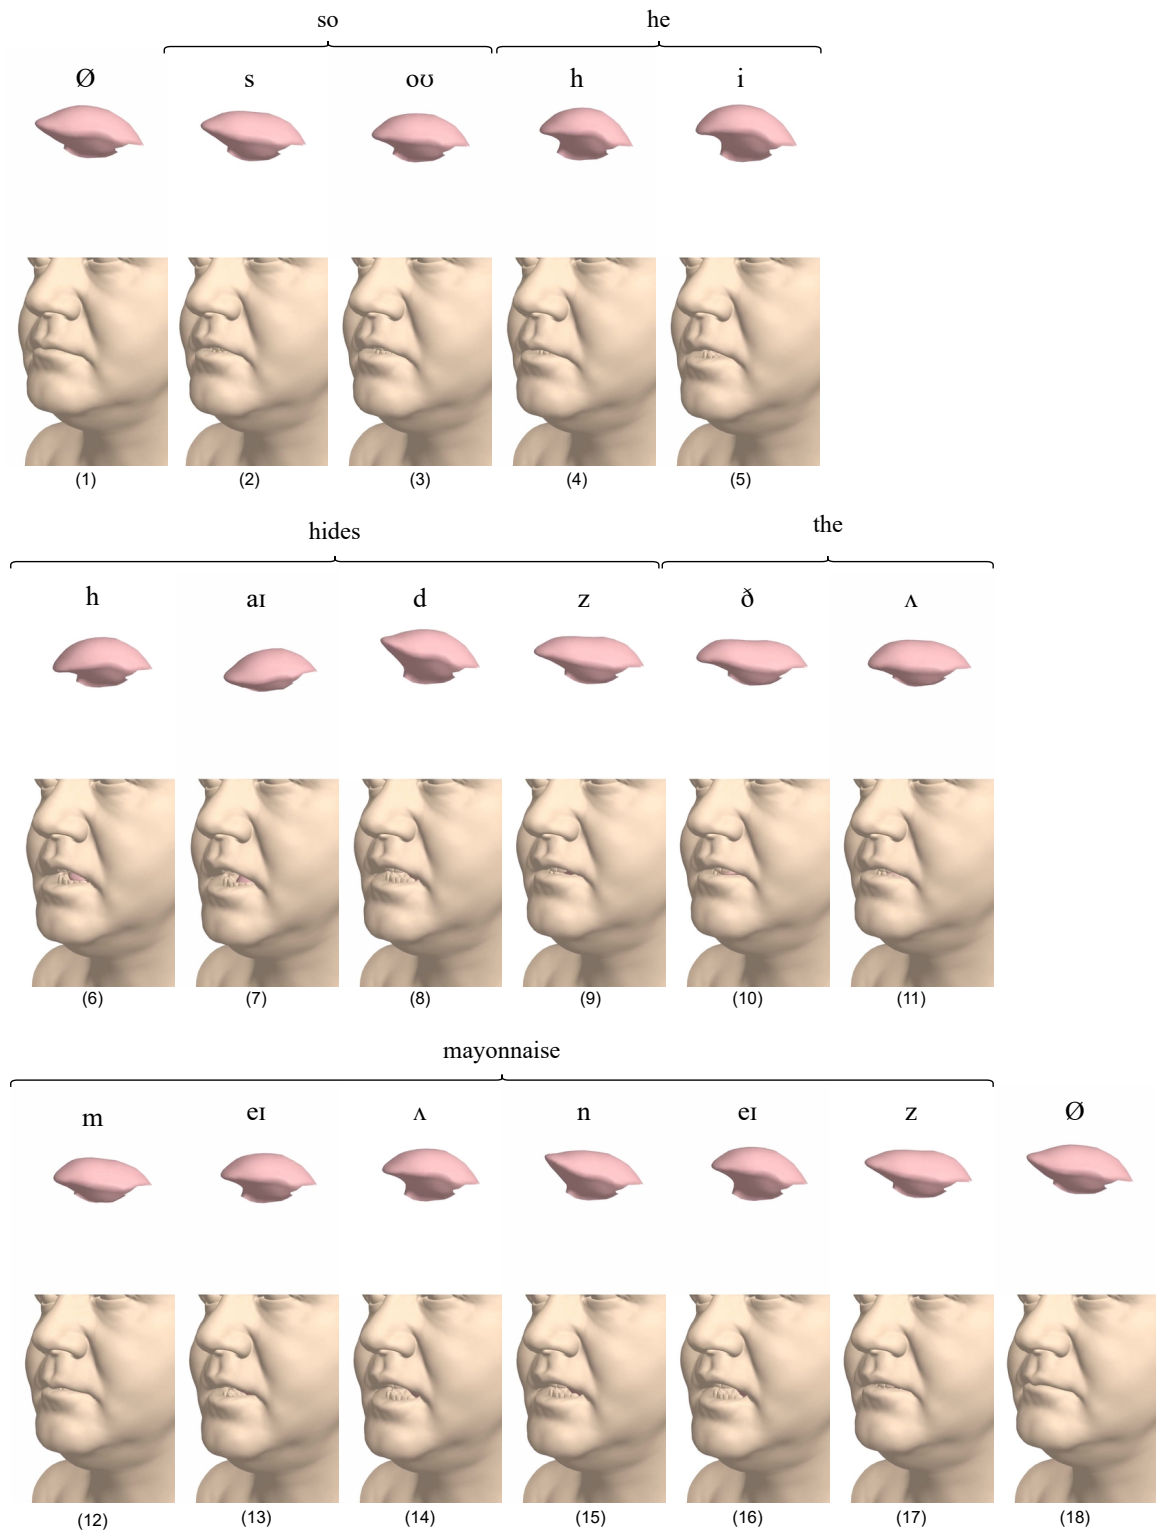 so he
Ø s oʊ h i
(1) (2) (3) (4) (5)
hides the
h aɪ d z ð ʌ
(6) (7) (8) (9) (10) (11)
mayonnaise
m eɪ ʌ n eɪ z Ø
(12) (13) (14) (15) (16) (17) (18)